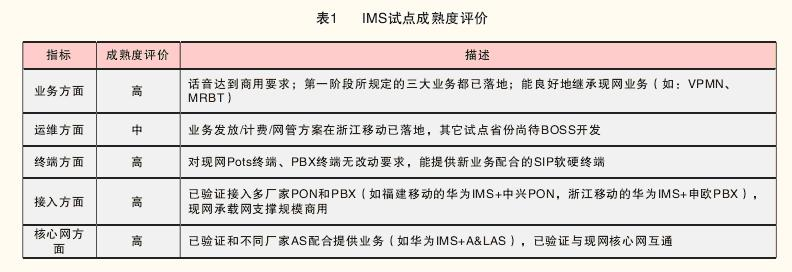 表1 IMS试点成熟度评价
指标 成熟度评价 描述
业务方面 高 话音达到商用要求；第一阶段所规定的三大业务都已落地；能良好地继承现网业务（如：VPMN、
MRBT）
运维方面 中 业务发放/计费/网管方案在浙江移动已落地，其它试点省份尚待BOSS开发
终端方面 高 对现网Pots终端、PBX终端无改动要求，能提供新业务配合的SIP软硬终端
接入方面 高 已验证接入多厂家PON和PBX（如福建移动的华为IMS+中兴PON，浙江移动的华为IMS+申欧PBX），
现网承载网支撑规模商用
核心网方
面 高 已验证和不同厂家AS配合提供业务（如华为IMS+A&LAS），已验证与现网核心网互通